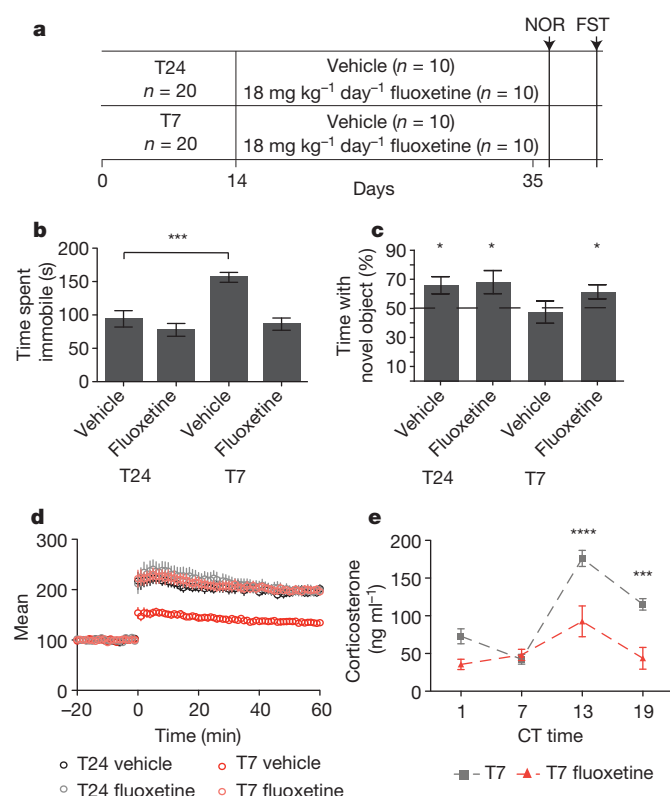 a
NOR FST
T24
n = 20
Vehicle (n = 10)
18 mg kg⁻¹ day⁻¹ fluoxetine (n = 10)
T7
n = 20
Vehicle (n = 10)
18 mg kg⁻¹ day⁻¹ fluoxetine (n = 10)
0 14 35
Days
b
Time spent
immobile (s)
200
150
100
50
0
***
Vehicle Fluoxetine Vehicle Fluoxetine
T24 T7
c
Time with
novel object (%)
90
70
50
30
10
* * *
Vehicle Fluoxetine Vehicle Fluoxetine
T24 T7
d
Mean
300
200
100
0
−20 0 20 40 60
Time (min)
T24 vehicle T7 vehicle
T24 fluoxetine T7 fluoxetine
e
Corticosterone
(ng ml⁻¹)
200
150
100
50
0
****
***
1 7 13 19
CT time
T7 T7 fluoxetine